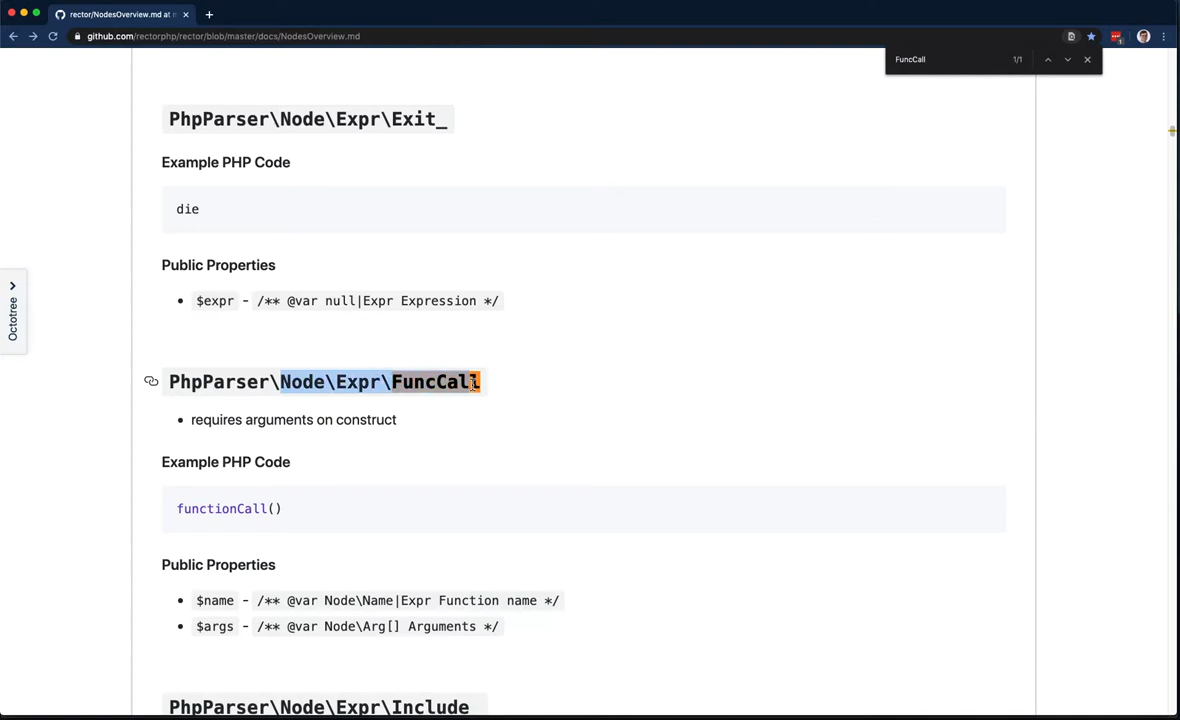 rector/NodesOverview.md at m
github.com/rectorphp/rector/blob/master/docs/NodesOverview.md
FuncCall
1/1
PhpParser\Node\Expr\Exit_
Example PHP Code
die
Public Properties
$expr - /** @var null|Expr Expression */
Octotree
PhpParser\Node\Expr\FuncCall
requires arguments on construct
Example PHP Code
functionCall()
Public Properties
$name - /** @var Node\Name|Expr Function name */
$args - /** @var Node\Arg[] Arguments */
PhpParser\Node\Expr\Include_